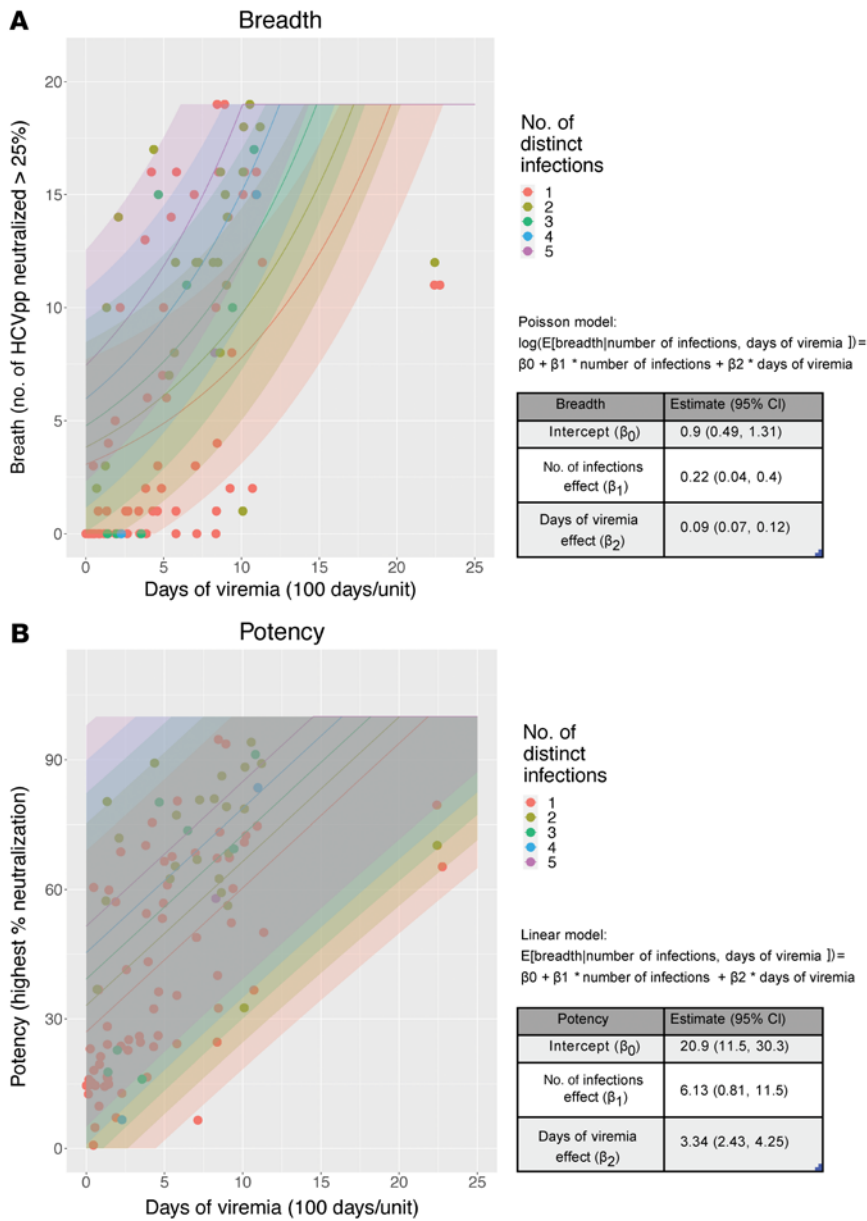 A
Breadth
Breath (no. of HCVpp neutralized > 25%)
20
15
10
5
0
0
5
10
15
20
25
Days of viremia (100 days/unit)
No. of
distinct
infections
1
2
3
4
5
Poisson model:
log(E[breadth|number of infections, days of viremia ])=
β0 + β1 * number of infections + β2 * days of viremia
Breadth Estimate (95% CI)
Intercept (β0) 0.9 (0.49, 1.31)
No. of infections
effect (β1) 0.22 (0.04, 0.4)
Days of viremia
effect (β2) 0.09 (0.07, 0.12)
B
Potency
Potency (highest % neutralization)
90
60
30
0
0
5
10
15
20
25
Days of viremia (100 days/unit)
No. of
distinct
infections
1
2
3
4
5
Linear model:
E[breadth|number of infections, days of viremia ])=
β0 + β1 * number of infections + β2 * days of viremia
Potency Estimate (95% CI)
Intercept (β0) 20.9 (11.5, 30.3)
No. of infections
effect (β1) 6.13 (0.81, 11.5)
Days of viremia
effect (β2) 3.34 (2.43, 4.25)